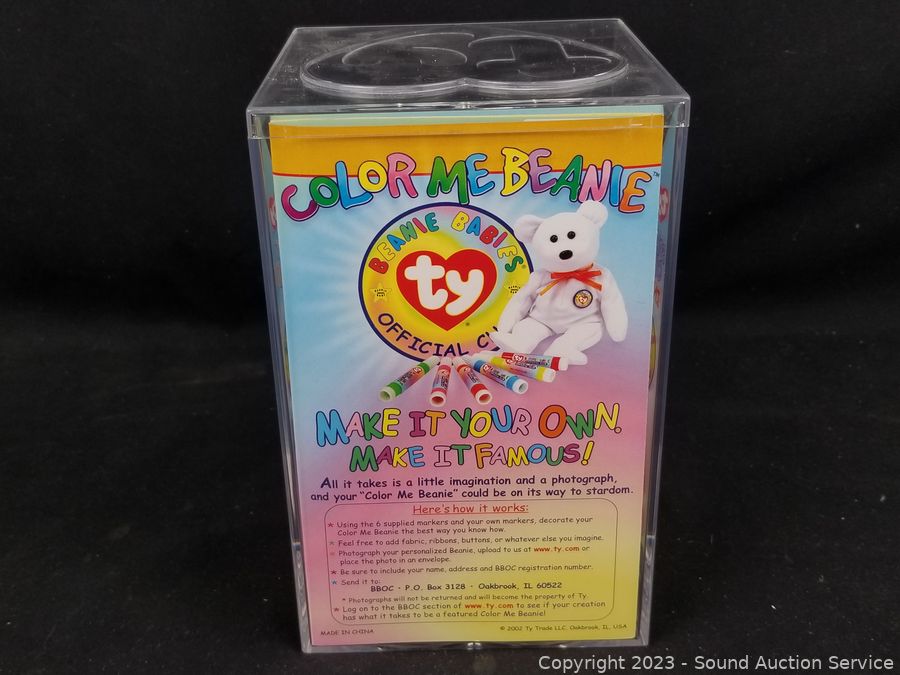 COLOR ME BEANIE™
BEANIE BABIES®
ty®
OFFICIAL
MAKE IT YOUR OWN.
MAKE IT FAMOUS!
All it takes is a little imagination and a photograph,
and your "Color Me Beanie" could be on its way to stardom.
Here's how it works:
★ Using the 6 supplied markers and your own markers, decorate your
Color Me Beanie the best way you know how.
★ Feel free to add fabric, ribbons, buttons, or whatever else you imagine.
★ Photograph your personalized Beanie, upload to us at www.ty.com or
place the photo in an envelope.
★ Be sure to include your name, address and BBOC registration number.
★ Send it to:
BBOC · P.O. Box 3128 · Oakbrook, IL 60522
* Photographs will not be returned and will become the property of Ty.
★ Log on to the BBOC section of www.ty.com to see if your creation
has what it takes to be a featured Color Me Beanie!
MADE IN CHINA
© 2002 Ty Trade LLC, Oakbrook, IL, USA
Copyright 2023 - Sound Auction Service